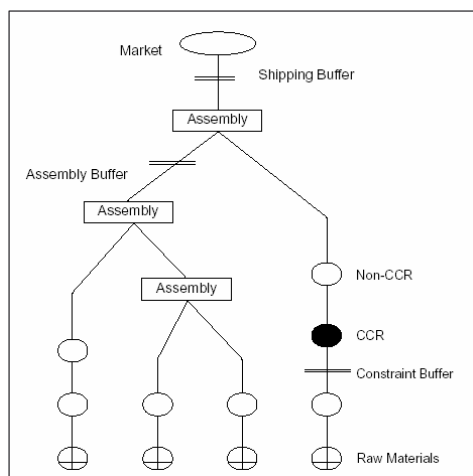 Market
Shipping Buffer
Assembly
Assembly Buffer
Assembly
Non-CCR
Assembly
CCR
Constraint Buffer
Raw Materials